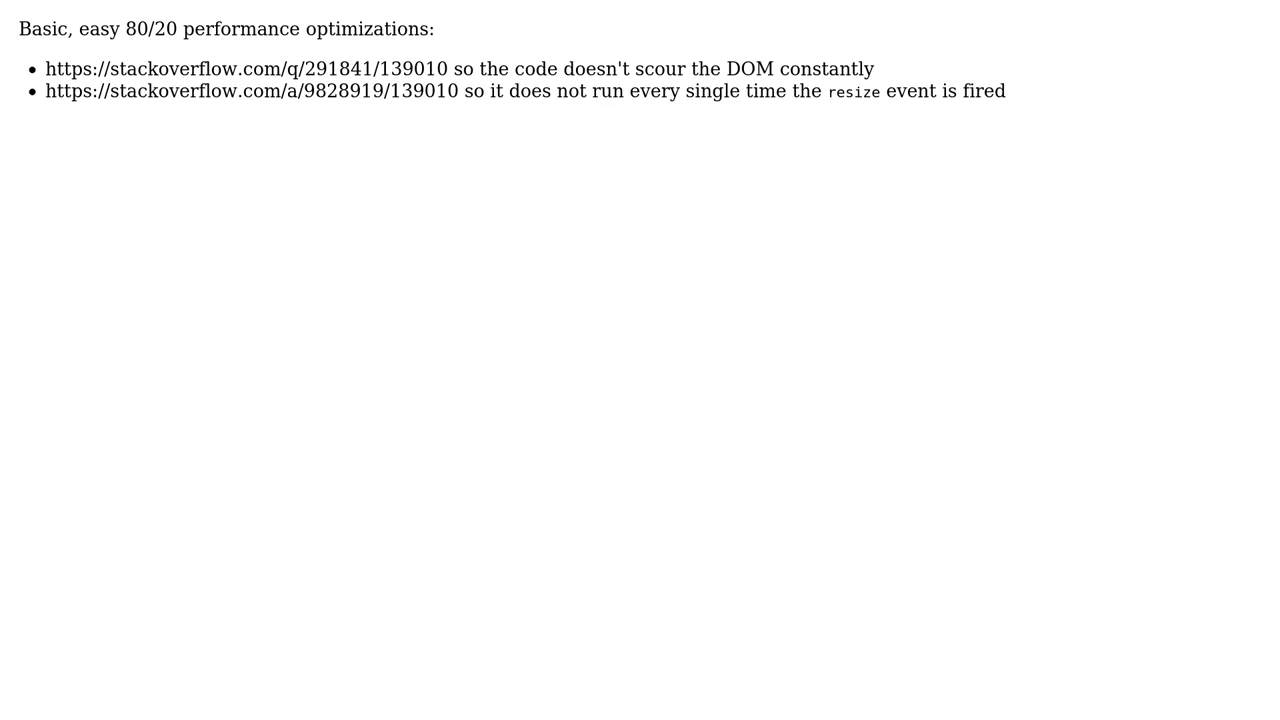 Basic, easy 80/20 performance optimizations:
• https://stackoverflow.com/q/291841/139010 so the code doesn't scour the DOM constantly
• https://stackoverflow.com/a/9828919/139010 so it does not run every single time the resize event is fired